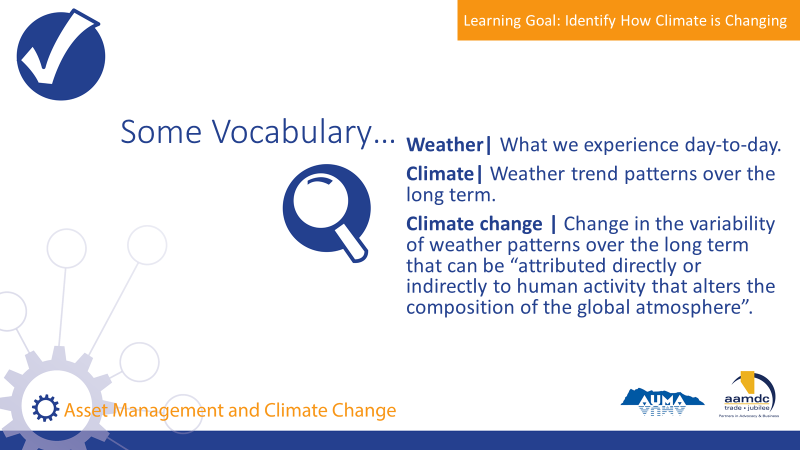 Learning Goal: Identify How Climate is Changing
Some Vocabulary...
Weather| What we experience day-to-day.
Climate| Weather trend patterns over the
long term.
Climate change | Change in the variability
of weather patterns over the long term
that can be “attributed directly or
indirectly to human activity that alters the
composition of the global atmosphere”.
Asset Management and Climate Change
AUMA
aamdc
trade • jubilee
Partners in Advocacy & Business